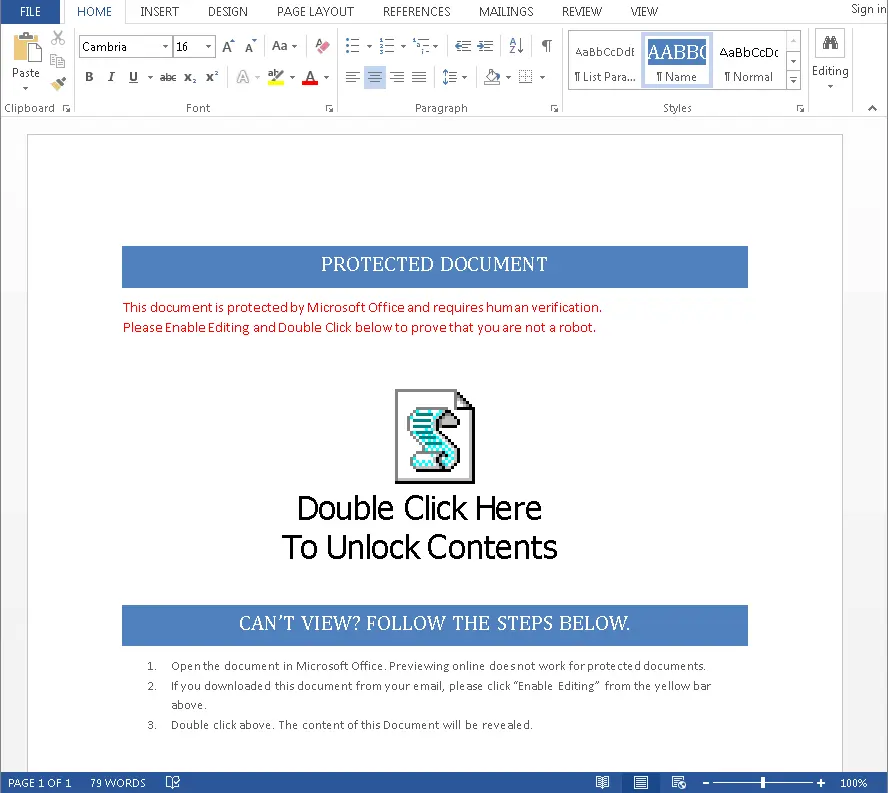 FILE HOME INSERT DESIGN PAGE LAYOUT REFERENCES MAILINGS REVIEW VIEW Sign in
Cambria 16 Aa
Paste B I U abc X₂ X² A A
AaBbCcDdE AABBC AaBbCcDc
¶ List Para... ¶ Name ¶ Normal
Editing
Clipboard Font Paragraph Styles
PROTECTED DOCUMENT
This document is protected by Microsoft Office and requires human verification.
Please Enable Editing and Double Click below to prove that you are not a robot.
Double Click Here
To Unlock Contents
CAN'T VIEW? FOLLOW THE STEPS BELOW.
1. Open the document in Microsoft Office. Previewing online does not work for protected documents.
2. If you downloaded this document from your email, please click “Enable Editing” from the yellow bar
above.
3. Double click above. The content of this Document will be revealed.
PAGE 1 OF 1 79 WORDS 100%